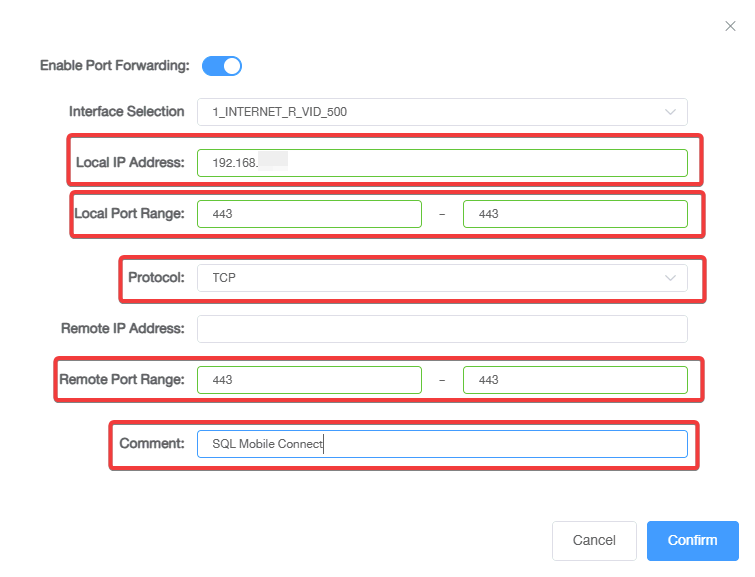 Enable Port Forwarding:
Interface Selection 1_INTERNET_R_VID_500
Local IP Address: 192.168.
Local Port Range: 443 – 443
Protocol: TCP
Remote IP Address:
Remote Port Range: 443 – 443
Comment: SQL Mobile Connect
Cancel Confirm